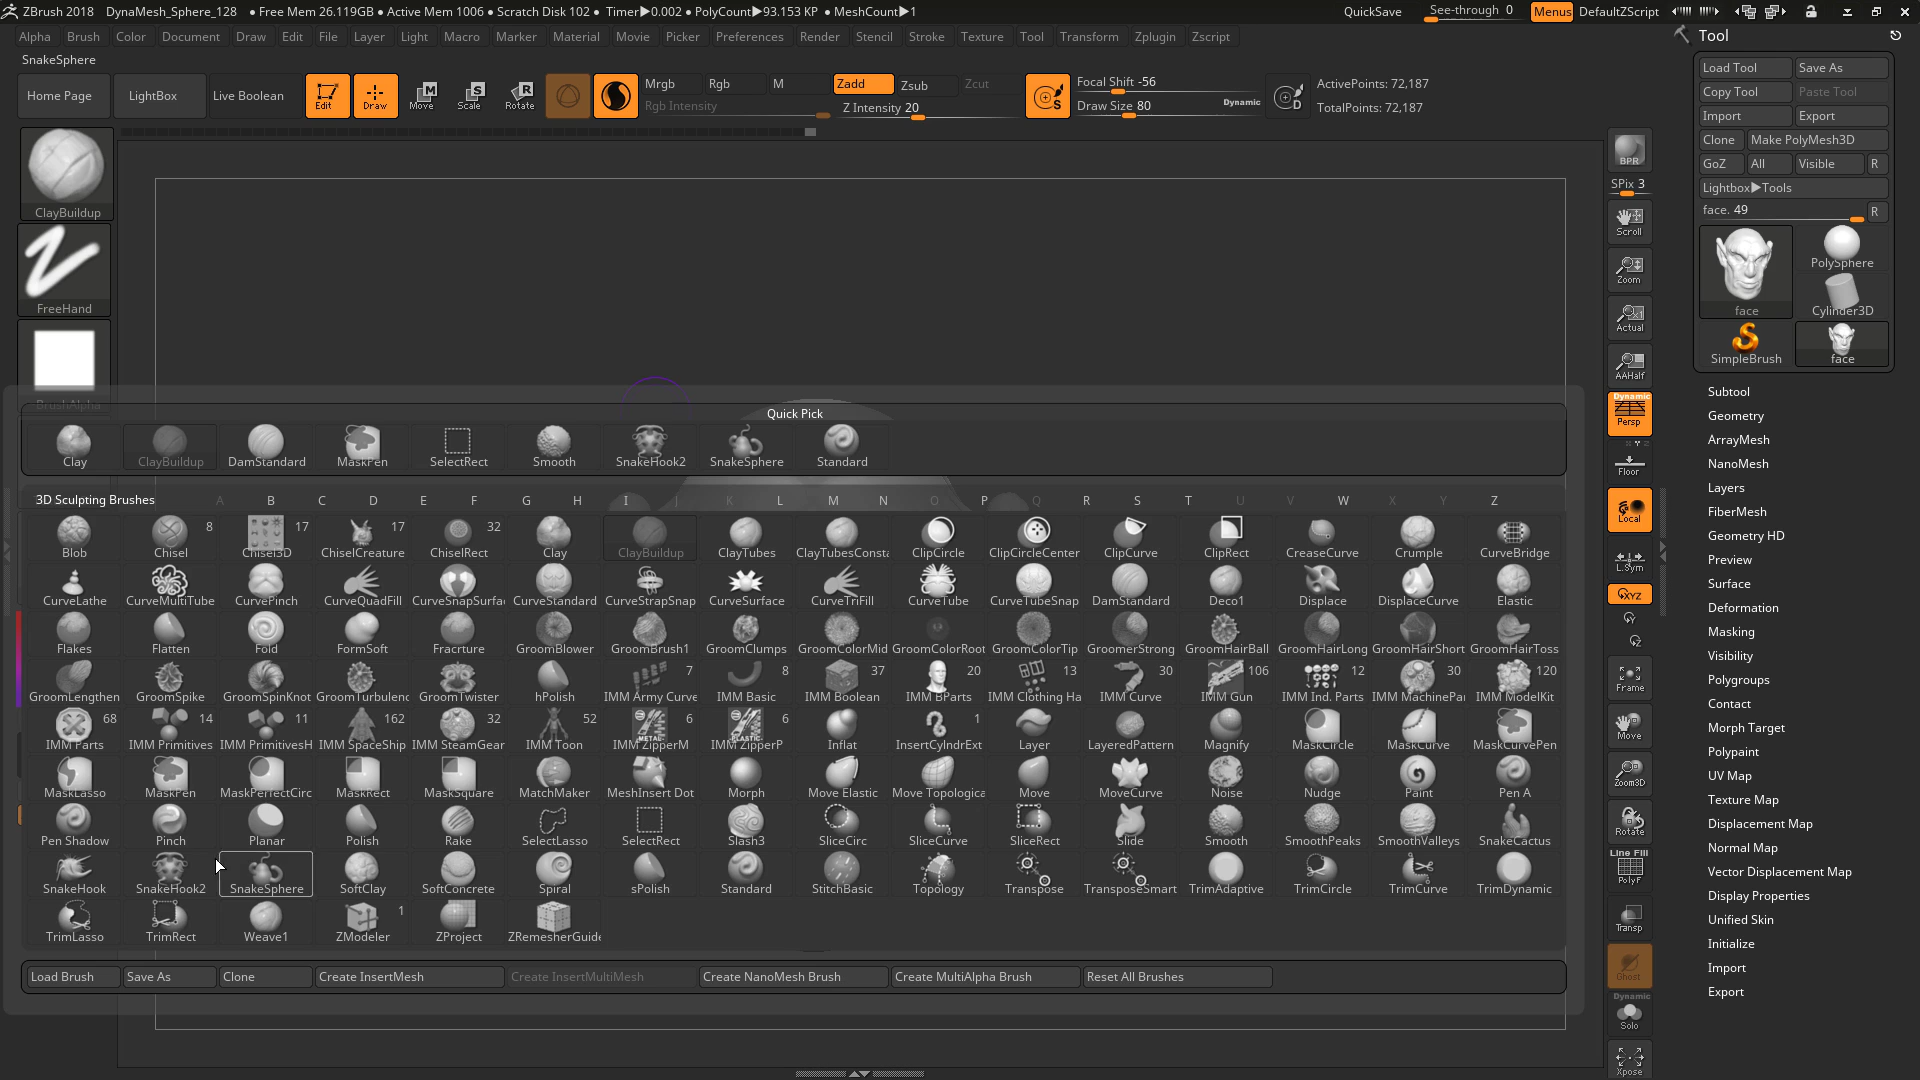 ZBrush 2018 DynaMesh_Sphere_128 • Free Mem 26.119GB • Active Mem 1006 • Scratch Disk 102 • Timer▶0.002 • PolyCount▶93.153 KP • MeshCount▶1 QuickSave See-through 0 Menus DefaultZScript
Alpha Brush Color Document Draw Edit File Layer Light Macro Marker Material Movie Picker Preferences Render Stencil Stroke Texture Tool Transform Zplugin Zscript
SnakeSphere
Home Page LightBox Live Boolean Edit Draw Move Scale Rotate
Mrgb Rgb M Zadd Zsub Zcut
Rgb Intensity Z Intensity 20
Focal Shift -56
Draw Size 80 Dynamic
S D
ActivePoints: 72,187
TotalPoints: 72,187
ClayBuildup
FreeHand
BrushAlpha
Quick Pick
Clay ClayBuildup DamStandard MaskPen SelectRect Smooth SnakeHook2 SnakeSphere Standard
3D Sculpting Brushes A B C D E F G H I J K L M N O P Q R S T U V W X Y Z
8 17 17 32
Blob Chisel Chisel3D ChiselCreature ChiselRect Clay ClayBuildup ClayTubes ClayTubesConsta ClipCircle ClipCircleCenter ClipCurve ClipRect CreaseCurve Crumple CurveBridge
CurveLathe CurveMultiTube CurvePinch CurveQuadFill CurveSnapSurfa CurveStandard CurveStrapSnap CurveSurface CurveTriFill CurveTube CurveTubeSnap DamStandard Deco1 Displace DisplaceCurve Elastic
Flakes Flatten Fold FormSoft Fracrture GroomBlower GroomBrush1 GroomClumps GroomColorMid GroomColorRoot GroomColorTip GroomerStrong GroomHairBall GroomHairLong GroomHairShort GroomHairToss
7 8 37 20 13 30 106 12 30 120
GroomLengthen GroomSpike GroomSpinKnot GroomTurbulenc GroomTwister hPolish IMM Army Curve IMM Basic IMM Boolean IMM BParts IMM Clothing Ha IMM Curve IMM Gun IMM Ind. Parts IMM MachinePar IMM ModelKit
68 14 11 162 32 52 6 6 1
IMM Parts IMM Primitives IMM PrimitivesH IMM SpaceShip IMM SteamGear IMM Toon IMM ZipperM IMM ZipperP Inflat InsertCylndrExt Layer LayeredPattern Magnify MaskCircle MaskCurve MaskCurvePen
MaskLasso MaskPen MaskPerfectCirc MaskRect MaskSquare MatchMaker MeshInsert Dot Morph Move Elastic Move Topologica Move MoveCurve Noise Nudge Paint Pen A
Pen Shadow Pinch Planar Polish Rake SelectLasso SelectRect Slash3 SliceCirc SliceCurve SliceRect Slide Smooth SmoothPeaks SmoothValleys SnakeCactus
SnakeHook SnakeHook2 SnakeSphere SoftClay SoftConcrete Spiral sPolish Standard StitchBasic Topology Transpose TransposeSmart TrimAdaptive TrimCircle TrimCurve TrimDynamic
1
TrimLasso TrimRect Weave1 ZModeler ZProject ZRemesherGuide
Load Brush Save As Clone Create InsertMesh Create InsertMultiMesh Create NanoMesh Brush Create MultiAlpha Brush Reset All Brushes
BPR
SPix 3
Scroll
Zoom
Actual
AAHalf
Dynamic
Persp
Floor
Local
L.Sym
XYZ
Y
Z
Frame
Move
Zoom3D
Rotate
Line Fill
PolyF
Transp
Ghost
Dynamic
Solo
Xpose
Tool
Load Tool Save As
Copy Tool Paste Tool
Import Export
Clone Make PolyMesh3D
GoZ All Visible R
Lightbox▶Tools
face. 49 R
PolySphere
face Cylinder3D
SimpleBrush face
Subtool
Geometry
ArrayMesh
NanoMesh
Layers
FiberMesh
Geometry HD
Preview
Surface
Deformation
Masking
Visibility
Polygroups
Contact
Morph Target
Polypaint
UV Map
Texture Map
Displacement Map
Normal Map
Vector Displacement Map
Display Properties
Unified Skin
Initialize
Import
Export